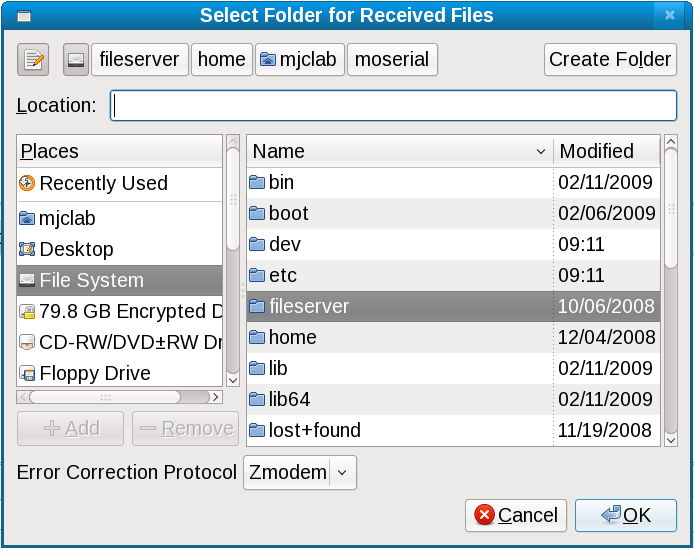 Select Folder for Received Files
fileserver home mjclab moserial Create Folder
Location:
Places
Recently Used
mjclab
Desktop
File System
79.8 GB Encrypted D
CD-RW/DVD±RW Dr
Floppy Drive
Add Remove
Name Modified
bin 02/11/2009
boot 02/06/2009
dev 09:11
etc 09:11
fileserver 10/06/2008
home 12/04/2008
lib 02/11/2009
lib64 02/11/2009
lost+found 11/19/2008
Error Correction Protocol Zmodem
Cancel OK